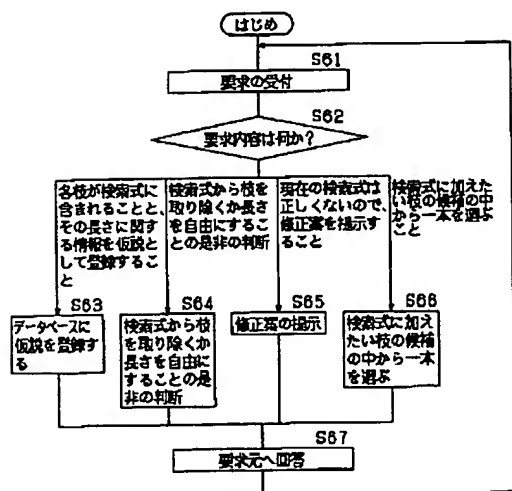 はじめ
S61
要求の受付
S62
要求内容は何か?
各枝が検索式に
含まれることと、
その長さに関す
る情報を仮説と
して登録するこ
と
検索式から枝を
取り除くか長さ
を自由にするこ
との是非の判断
現在の検索式は
正しくないので、
修正案を提示す
ること
検索式に加えた
い枝の候補の中
から一本を選ぶ
こと
S63
データベースに
仮説を登録す
る
S64
検索式から枝
を取り除くか
長さを自由に
することの是
非の判断
S65
修正案の提示
S66
検索式に加え
たい枝の候補
の中から一本
を選ぶ
S67
要求元へ回答